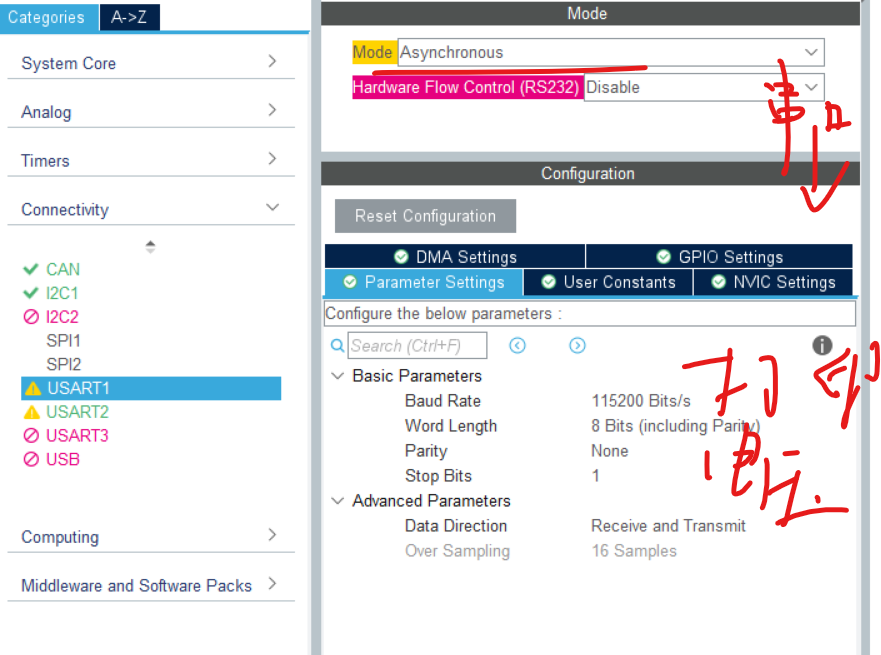 Categories A->Z
System Core
Analog
Timers
Connectivity
CAN
I2C1
I2C2
SPI1
SPI2
USART1
USART2
USART3
USB
Computing
Middleware and Software Packs
Mode
Mode Asynchronous
Hardware Flow Control (RS232) Disable
串口
Configuration
Reset Configuration
DMA Settings GPIO Settings
Parameter Settings User Constants NVIC Settings
Configure the below parameters :
Search (Ctrl+F)
Basic Parameters
Baud Rate 115200 Bits/s
Word Length 8 Bits (including Parity)
Parity None
Stop Bits 1
Advanced Parameters
Data Direction Receive and Transmit
Over Sampling 16 Samples